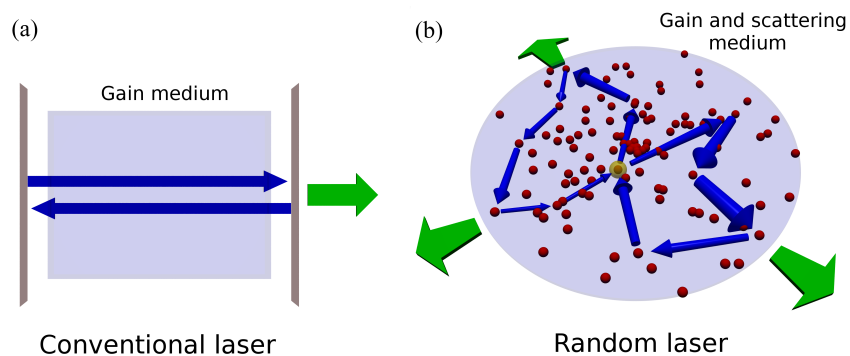 (a)
Gain medium
Conventional laser
(b)
Gain and scattering
medium
Random laser